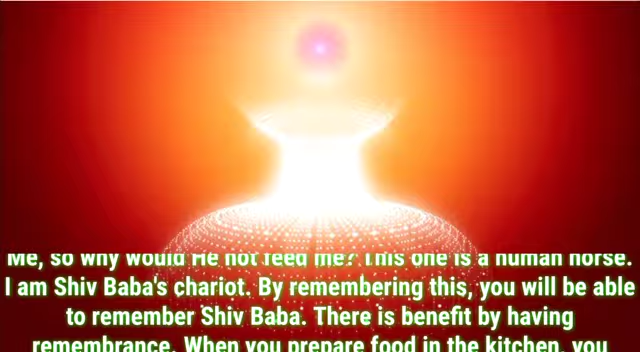 Me, so why would He not feed me? This one is a human horse.
I am Shiv Baba's chariot. By remembering this, you will be able
to remember Shiv Baba. There is benefit by having
remembrance. When you prepare food in the kitchen, you